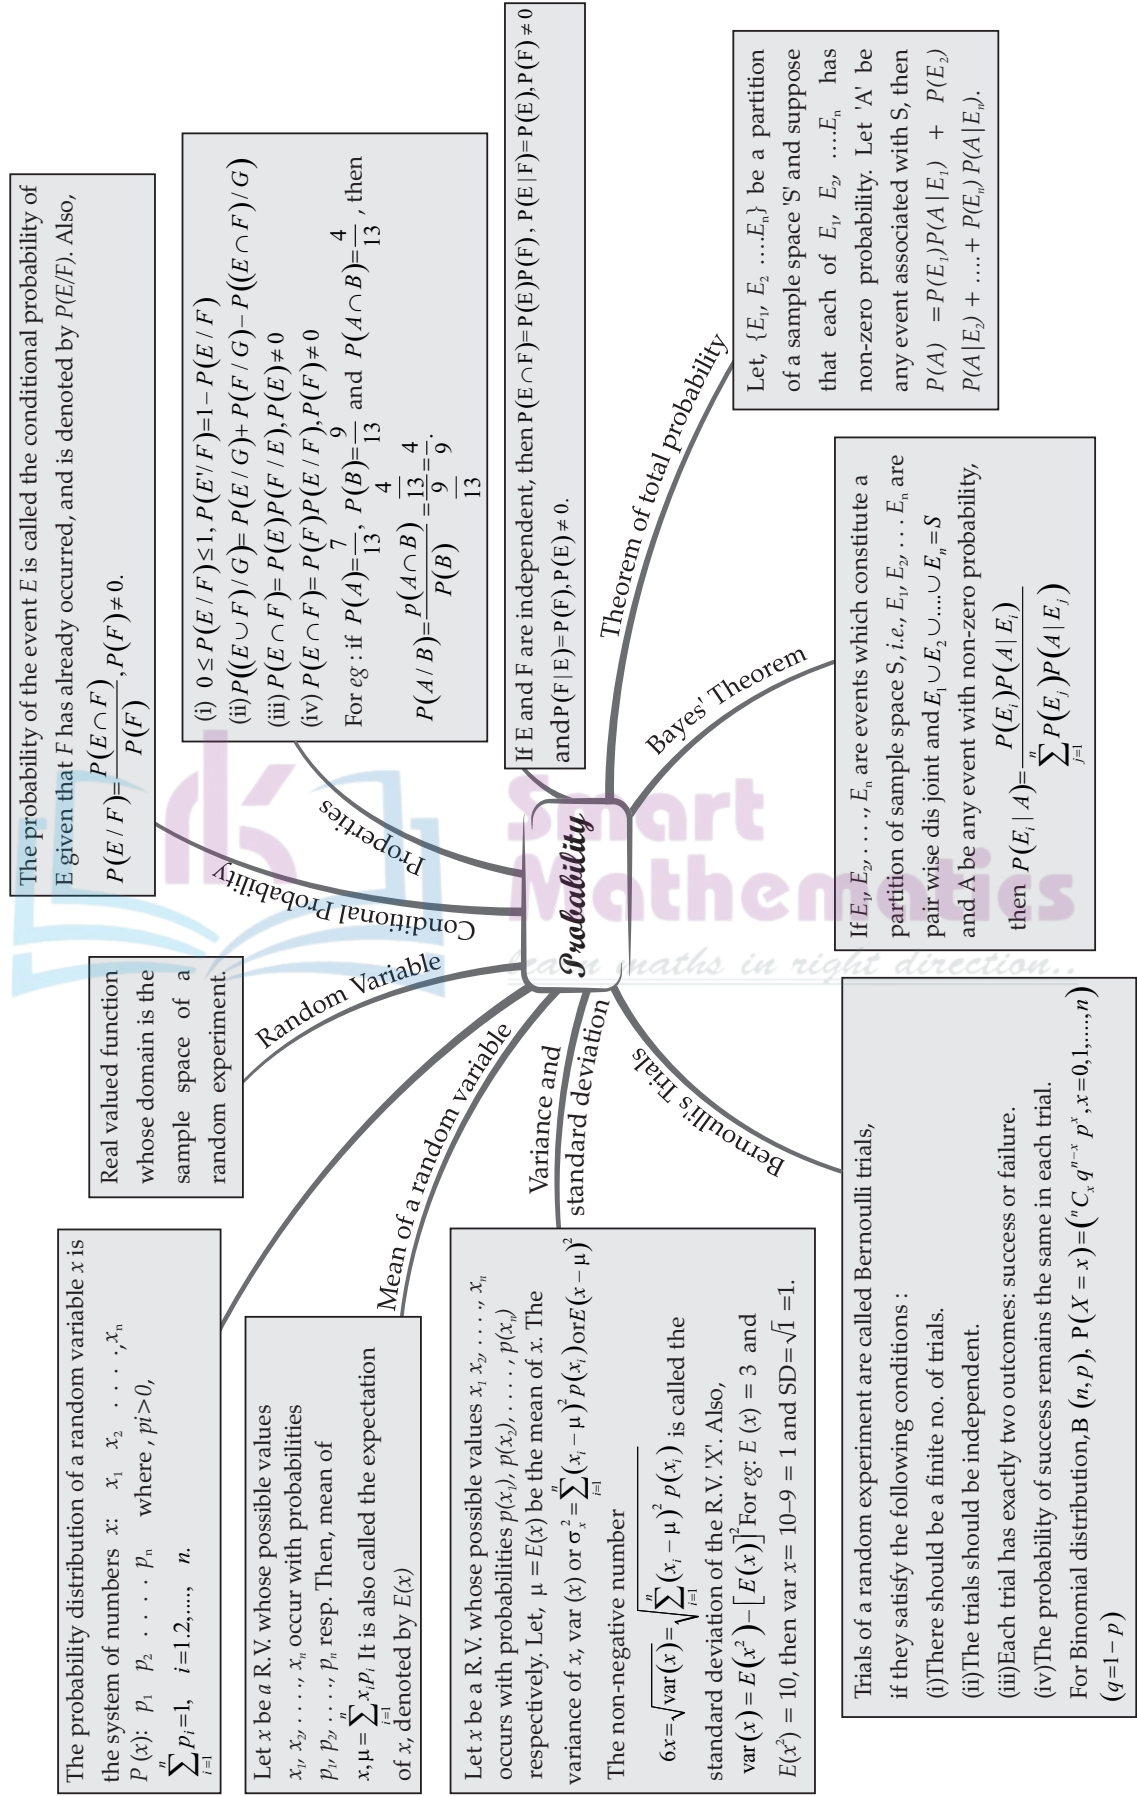 The probability distribution of a random variable x is
the system of numbers x: x₁ x₂ . . . .,xₙ
P (x): p₁ p₂ . . . . pₙ where , pi>0,
∑ᵢ₌₁ⁿ pᵢ=1, i=1.2,...., n.
Real valued function
whose domain is the
sample space of a
random experiment.
The probability of the event E is called the conditional probability of
E given that F has already occurred, and is denoted by P(E/F). Also,
P(E / F)= P(E∩F) / P(F) , P(F)≠0.
Let x be a R.V. whose possible values
x₁, x₂, . . . ., xₙ occur with probabilities
p₁, p₂, . . . ., pₙ resp. Then, mean of
x,μ= ∑ᵢ₌₁ⁿ xᵢpᵢ It is also called the expectation
of x, denoted by E(x)
(i) 0≤P(E / F)≤1, P(E'/ F)=1−P(E / F)
(ii)P((E∪F)/G)=P(E/G)+P(F/G)−P((E∩F)/G)
(iii)P(E∩F)=P(E)P(F / E),P(E)≠0
(iv) P(E∩F)=P(F)P(E / F),P(F)≠0
For eg : if P(A)=7/13, P(B)=9/13 and P(A∩B)=4/13 , then
P(A / B)= p(A∩B) / P(B) = (4/13) / (9/13) = 4/9.
Random Variable
Conditional Probability
Properties
Mean of a random variable
Variance and
standard deviation
Probability
Bernoulli's Trials
Bayes' Theorem
Theorem of total probability
If E and F are independent, then P(E∩F)=P(E)P(F), P(E|F)=P(E),P(F)≠0
and P(F|E)=P(F),P(E)≠0.
Let x be a R.V. whose possible values x₁ x₂, . . . ., xₙ
occurs with probabilities p(x₁), p(x₂), . . . ., p(xₙ)
respectively. Let, μ = E(x) be the mean of x. The
variance of x, var (x) or σₓ² = ∑ᵢ₌₁ⁿ (xᵢ−μ)² p(xᵢ) or E(x−μ)²
The non-negative number
6x=√var(x)=√∑ᵢ₌₁ⁿ (xᵢ−μ)² p(xᵢ) is called the
standard deviation of the R.V. 'X'. Also,
var(x)=E(x²)−[E(x)]² For eg: E (x) = 3 and
E(x²) = 10, then var x= 10–9 = 1 and SD=√1 =1.
Let, {E₁, E₂ ....Eₙ} be a partition
of a sample space 'S' and suppose
that each of E₁, E₂, ....Eₙ has
non-zero probability. Let 'A' be
any event associated with S, then
P(A) =P(E₁)P(A|E₁) + P(E₂)
P(A|E₂) + .... + P(Eₙ) P(A|Eₙ).
If E₁,E₂, . . . ., Eₙ are events which constitute a
partition of sample space S, i.e., E₁, E₂, . . . Eₙ are
pair wise dis joint and E₁∪E₂∪....∪Eₙ=S
and A be any event with non-zero probability,
then P(Eᵢ | A)= P(Eᵢ)P(A|Eᵢ) / ∑ⱼ₌₁ⁿ P(Eⱼ)P(A|Eⱼ)
Trials of a random experiment are called Bernoulli trials,
if they satisfy the following conditions :
(i)There should be a finite no. of trials.
(ii)The trials should be independent.
(iii)Each trial has exactly two outcomes: success or failure.
(iv)The probability of success remains the same in each trial.
For Binomial distribution,B (n,p), P(X = x)=(ⁿCₓ qⁿ⁻ˣ pˣ ,x=0,1,....,n)
(q=1−p)
rk
Smart
Mathematics
learn maths in right direction..